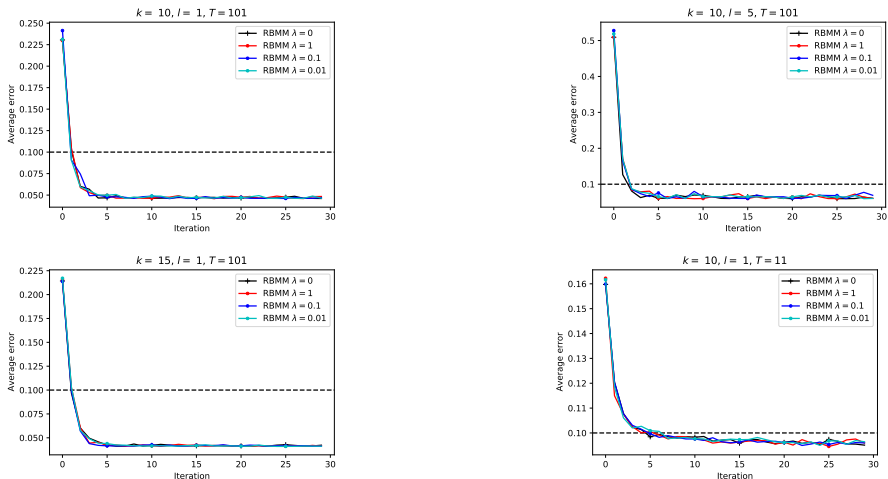 k = 10, l = 1, T = 101
0.250
0.225
0.200
0.175
0.150
0.125
0.100
0.075
0.050
Average error
RBMM λ = 0
RBMM λ = 1
RBMM λ = 0.1
RBMM λ = 0.01
0 5 10 15 20 25 30
Iteration
k = 10, l = 5, T = 101
0.5
0.4
0.3
0.2
0.1
Average error
RBMM λ = 0
RBMM λ = 1
RBMM λ = 0.1
RBMM λ = 0.01
0 5 10 15 20 25 30
Iteration
k = 15, l = 1, T = 101
0.225
0.200
0.175
0.150
0.125
0.100
0.075
0.050
Average error
RBMM λ = 0
RBMM λ = 1
RBMM λ = 0.1
RBMM λ = 0.01
0 5 10 15 20 25 30
Iteration
k = 10, l = 1, T = 11
0.16
0.15
0.14
0.13
0.12
0.11
0.10
Average error
RBMM λ = 0
RBMM λ = 1
RBMM λ = 0.1
RBMM λ = 0.01
0 5 10 15 20 25 30
Iteration